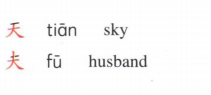 天 tiān sky
夫 fū husband